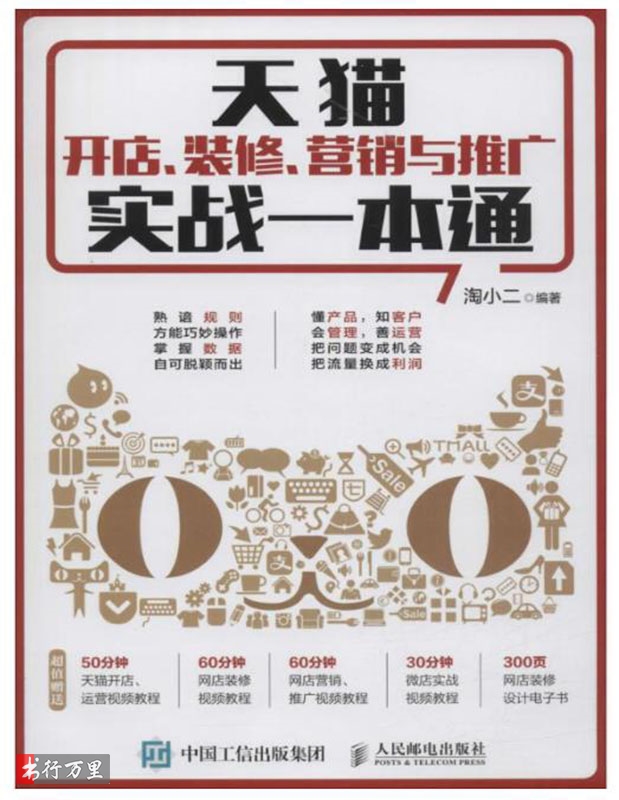 天猫
开店、装修、营销与推广
实战一本通
淘小二 编著
熟谙规则
方能巧妙操作
掌握数据
自可脱颖而出
懂产品，知客户
会管理，善运营
把问题变成机会
把流量换成利润
支
TMALL
Sale
支
Sale
超值赠送
50分钟
天猫开店、
运营视频教程
60分钟
网店装修
视频教程
60分钟
网店营销、
推广视频教程
30分钟
微店实战
视频教程
300页
网店装修
设计电子书
中国工信出版集团
人民邮电出版社
POSTS & TELECOM PRESS
书行万里